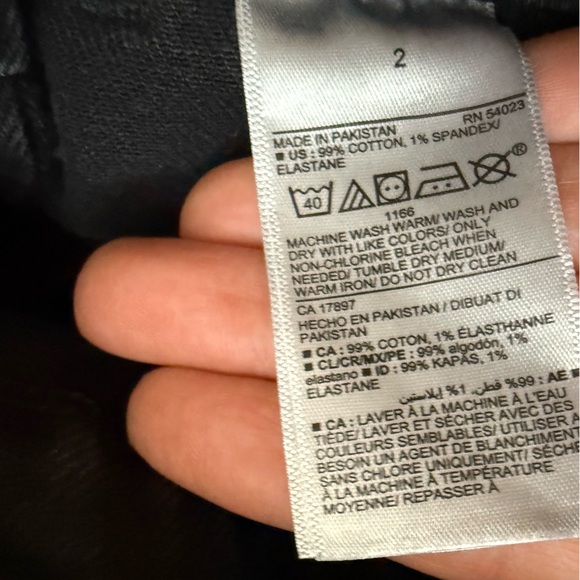 2
RN 54023
MADE IN PAKISTAN
■ US : 99% COTTON, 1% SPANDEX/
ELASTANE
40 ®
1166
MACHINE WASH WARM/ WASH AND
DRY WITH LIKE COLORS/ ONLY
NON-CHLORINE BLEACH WHEN
NEEDED/ TUMBLE DRY MEDIUM/
WARM IRON/ DO NOT DRY CLEAN
CA 17897
HECHO EN PAKISTAN / DIBUAT DI
PAKISTAN
■ CA : 99% COTON, 1% ÉLASTHANNE
■ CL/CR/MX/PE : 99% algodón, 1%
elastano ■ ID : 99% KAPAS, 1%
ELASTANE
■ AE : 99% قطن، 1% إيلاستين
■ CA : LAVER À LA MACHINE À L'EAU
TIÈDE/ LAVER ET SÉCHER AVEC DES
COULEURS SEMBLABLES/ UTILISER
BESOIN UN AGENT DE BLANCHIMENT
SANS CHLORE UNIQUEMENT/
À LA MACHINE À TEMPÉRATURE
MOYENNE/ REPASSER À